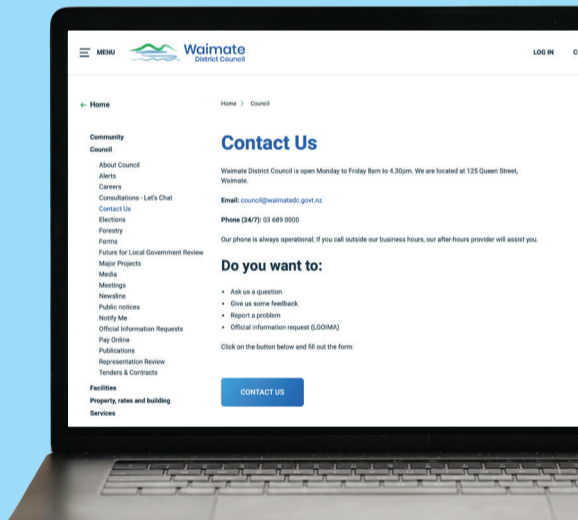 MENU
Waimate
District Council
LOG IN
C
← Home
Home > Council
Community
Council
About Council
Alerts
Careers
Consultations - Let's Chat
Contact Us
Elections
Forestry
Forms
Future for Local Government Review
Major Projects
Media
Meetings
Newsline
Public notices
Notify Me
Official Information Requests
Pay Online
Publications
Representation Review
Tenders & Contracts
Facilities
Property, rates and building
Services
Contact Us
Waimate District Council is open Monday to Friday 8am to 4.30pm. We are located at 125 Queen Street,
Waimate.
Email: council@waimatedc.govt.nz
Phone (24/7): 03 689 0000
Our phone is always operational; if you call outside our business hours, our after-hours provider will assist you.
Do you want to:
• Ask us a question
• Give us some feedback
• Report a problem
• Official information request (LGOIMA)
Click on the button below and fill out the form:
CONTACT US